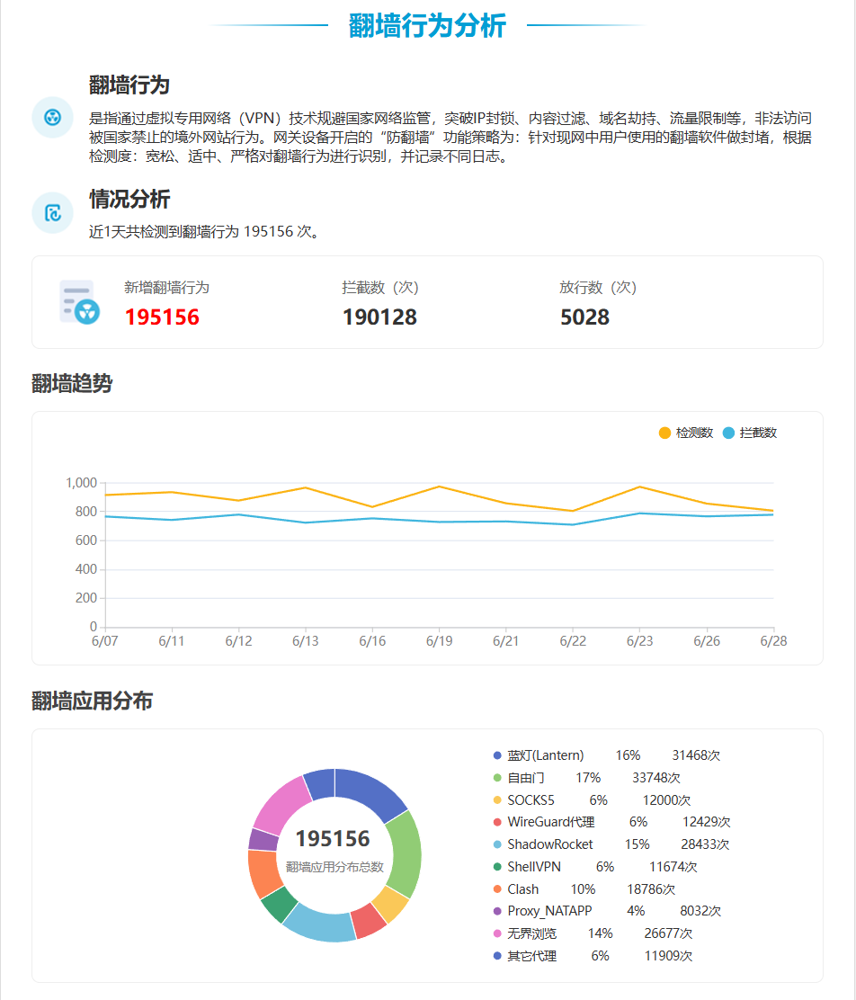 翻墙行为分析
翻墙行为
是指通过虚拟专用网络（VPN）技术规避国家网络监管，突破IP封锁、内容过滤、域名劫持、流量限制等，非法访问
被国家禁止的境外网站行为。网关设备开启的“防翻墙”功能策略为：针对现网中用户使用的翻墙软件做封堵，根据
检测度：宽松、适中、严格对翻墙行为进行识别，并记录不同日志。
情况分析
近1天共检测到翻墙行为 195156 次。
新增翻墙行为 拦截数（次） 放行数（次）
195156 190128 5028
翻墙趋势
检测数 拦截数
1,000
800
600
400
200
0
6/07 6/11 6/12 6/13 6/16 6/19 6/21 6/22 6/23 6/26 6/28
翻墙应用分布
195156
翻墙应用分布总数
蓝灯(Lantern) 16% 31468次
自由门 17% 33748次
SOCKS5 6% 12000次
WireGuard代理 6% 12429次
ShadowRocket 15% 28433次
ShellVPN 6% 11674次
Clash 10% 18786次
Proxy_NATAPP 4% 8032次
无界浏览 14% 26677次
其它代理 6% 11909次